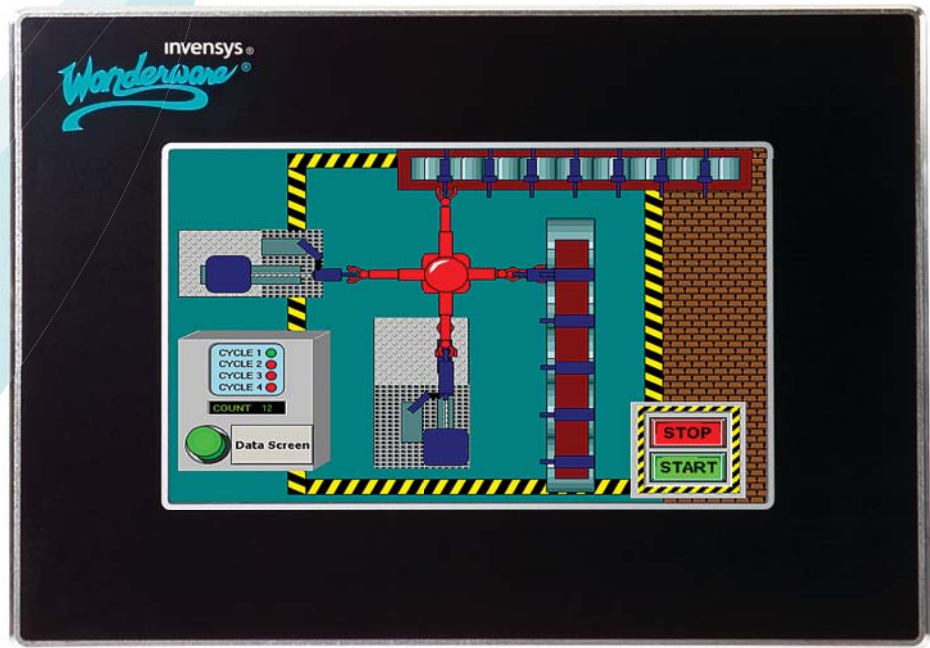 invensys®
Wonderware®
CYCLE 1
CYCLE 2
CYCLE 3
CYCLE 4
COUNT 12
Data Screen
STOP
START